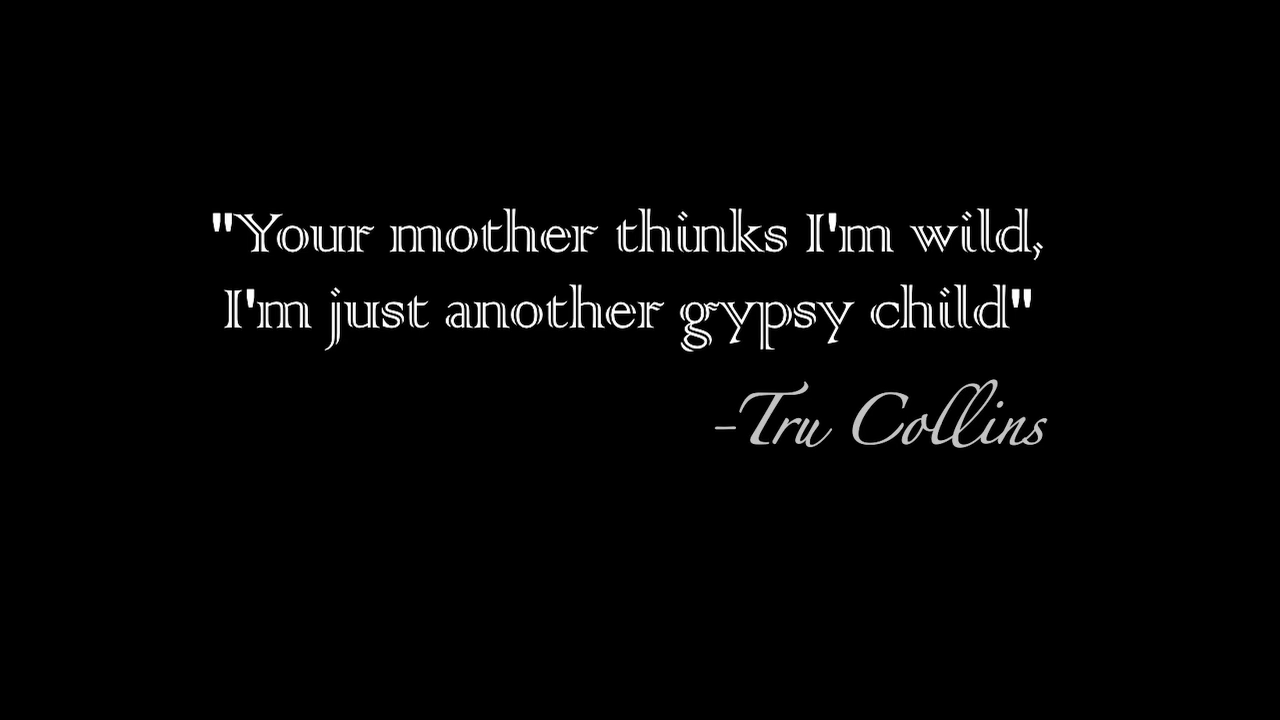 "Your mother thinks I'm wild,
I'm just another gypsy child"
-Tru Collins